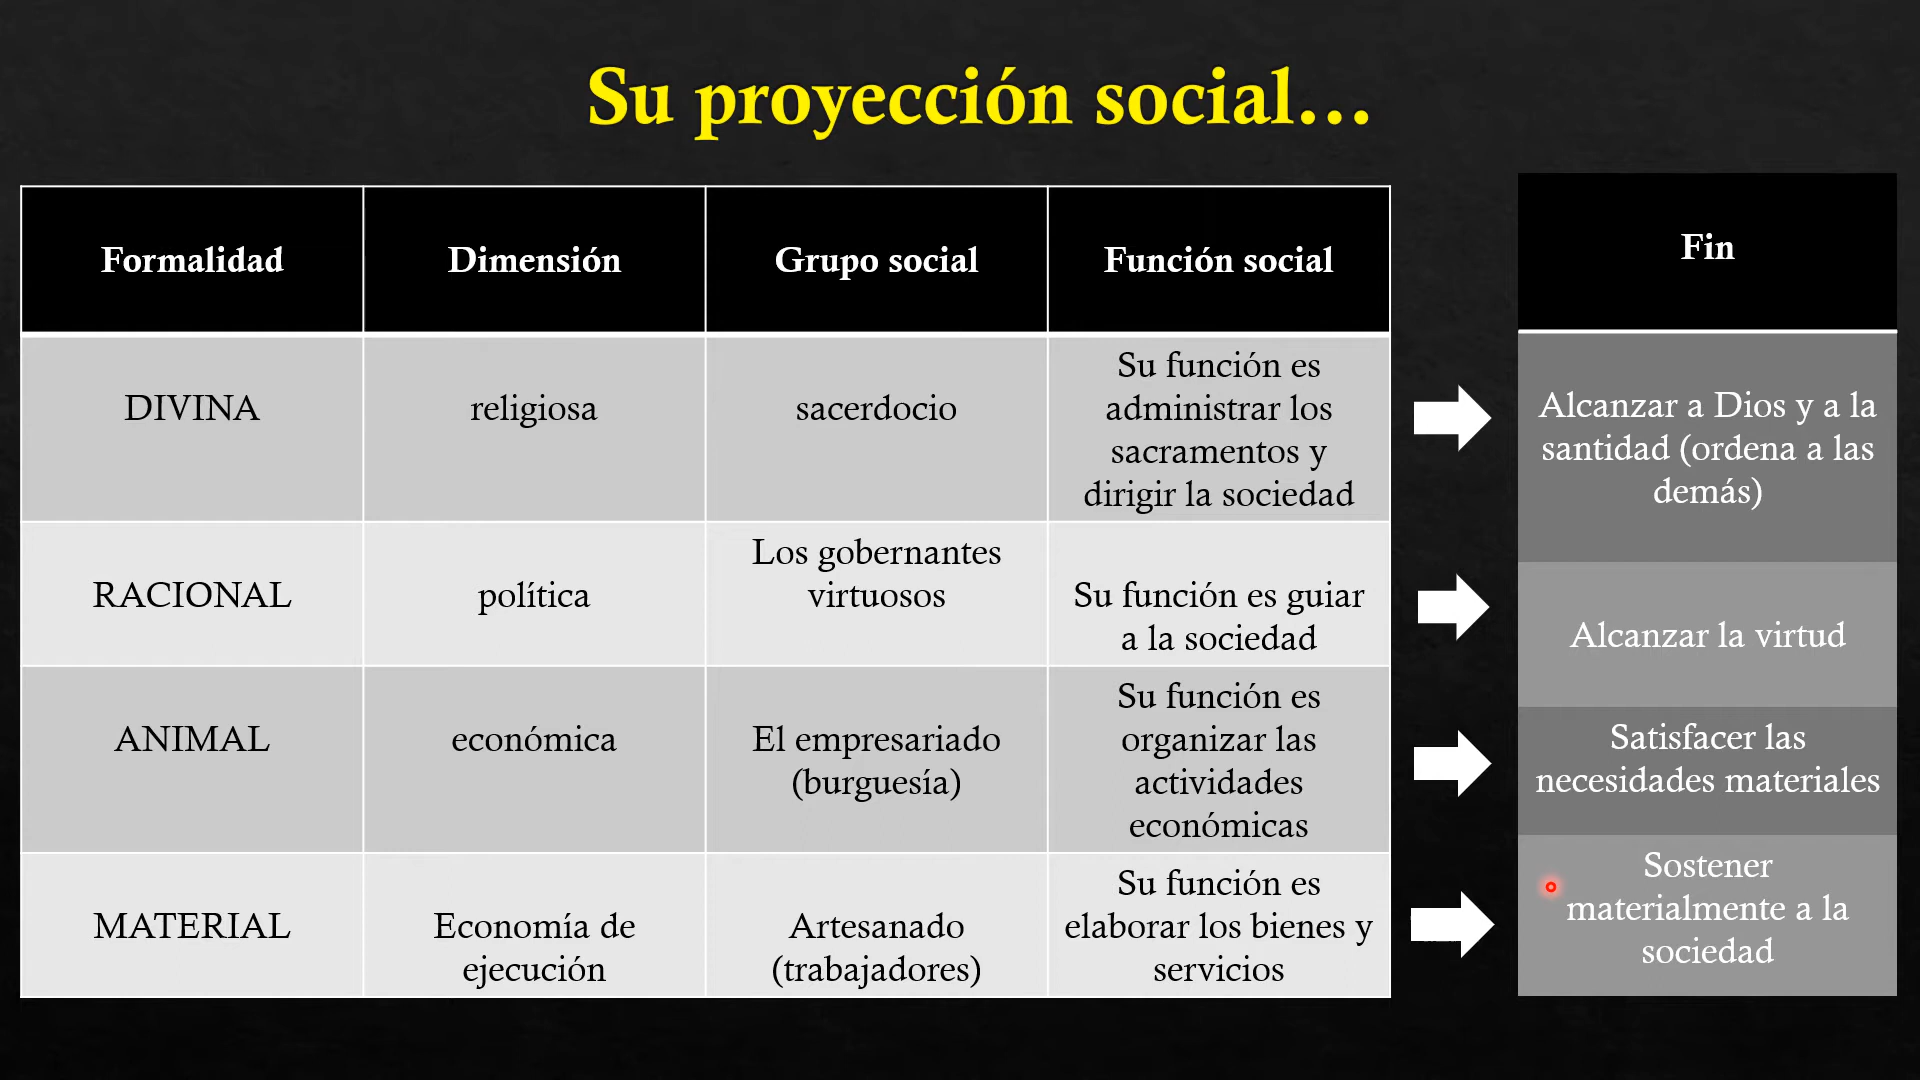 Su proyección social...
Formalidad
Dimensión
Grupo social
Función social
Fin
DIVINA
religiosa
sacerdocio
Su función es
administrar los
sacramentos y
dirigir la sociedad
Alcanzar a Dios y a la
santidad (ordena a las
demás)
RACIONAL
política
Los gobernantes
virtuosos
Su función es guiar
a la sociedad
Alcanzar la virtud
ANIMAL
económica
El empresariado
(burguesía)
Su función es
organizar las
actividades
económicas
Satisfacer las
necesidades materiales
MATERIAL
Economía de
ejecución
Artesanado
(trabajadores)
Su función es
elaborar los bienes y
servicios
Sostener
materialmente a la
sociedad